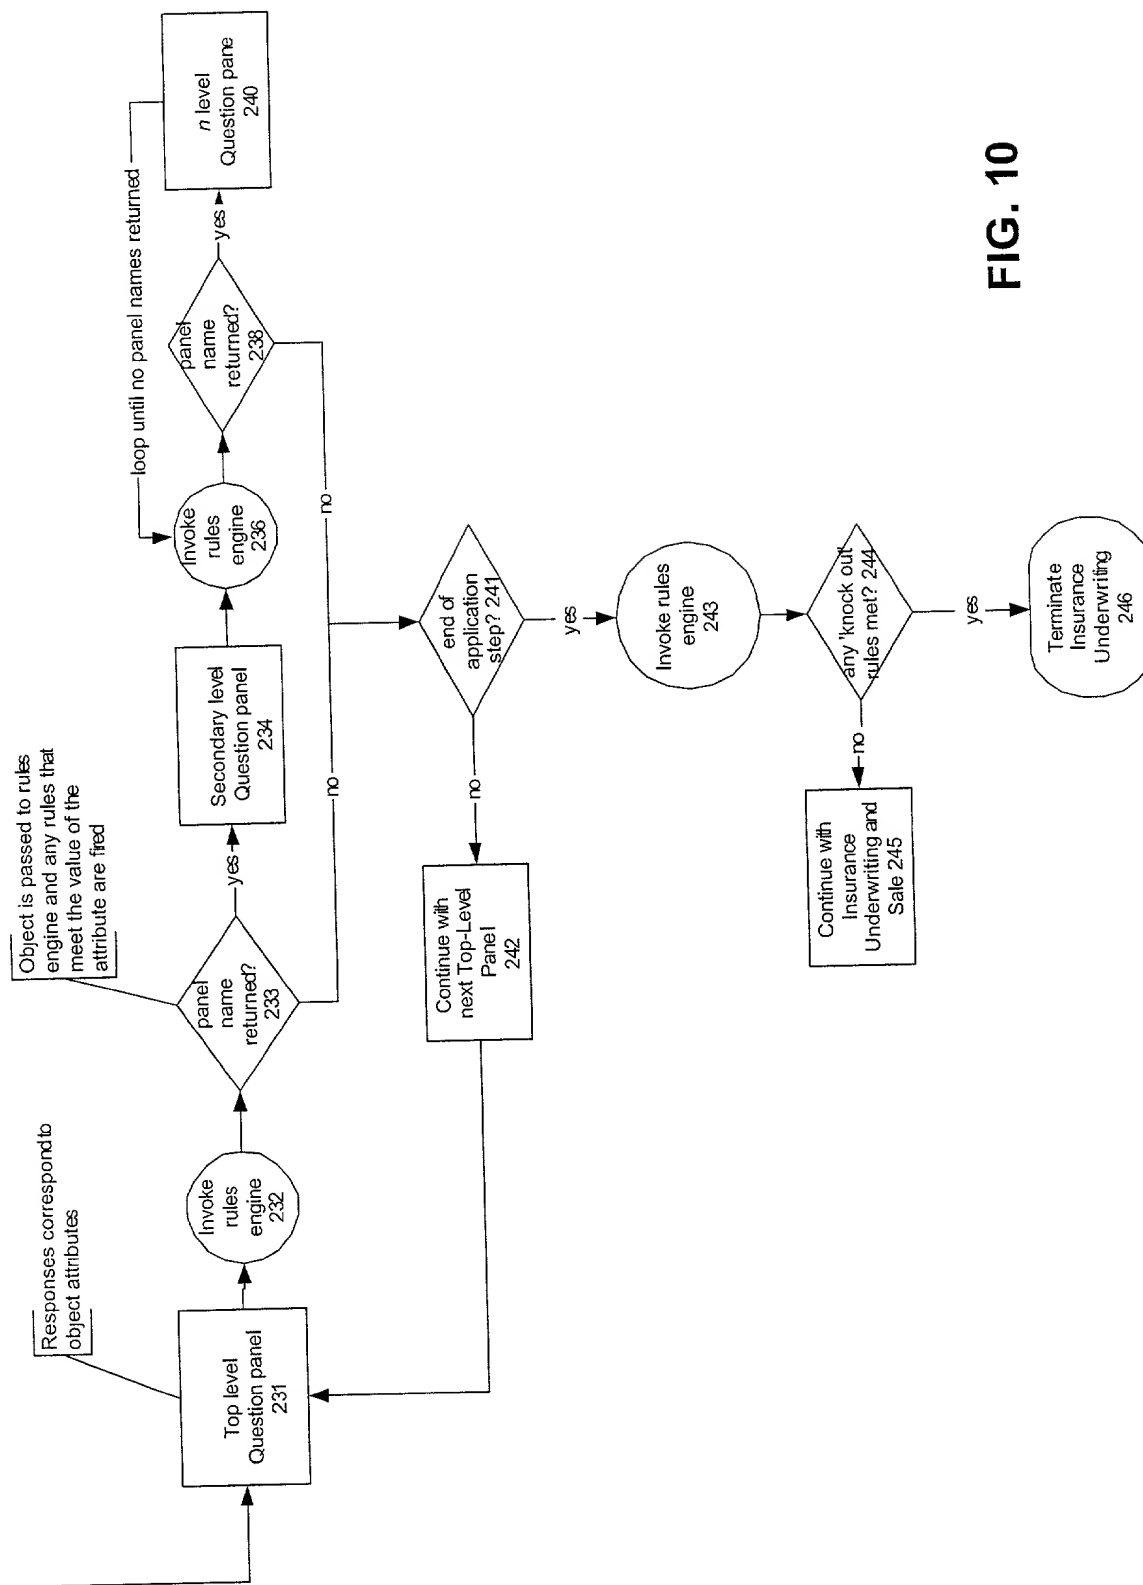 Responses correspond to
object attributes
Object is passed to rules
engine and any rules that
meet the value of the
attribute are fired
loop until no panel names returned
Top level
Question panel
231
Invoke
rules
engine
232
panel
name
returned?
233
yes
Secondary level
Question panel
234
Invoke
rules
engine
236
panel
name
returned?
238
yes
n level
Question pane
240
no
no
end of
application
step? 241
no
Continue with
next Top-Level
Panel
242
yes
Invoke rules
engine
243
any 'knock out'
rules met? 244
no
Continue with
Insurance
Underwriting and
Sale 245
yes
Terminate
Insurance
Underwriting
246
FIG. 10